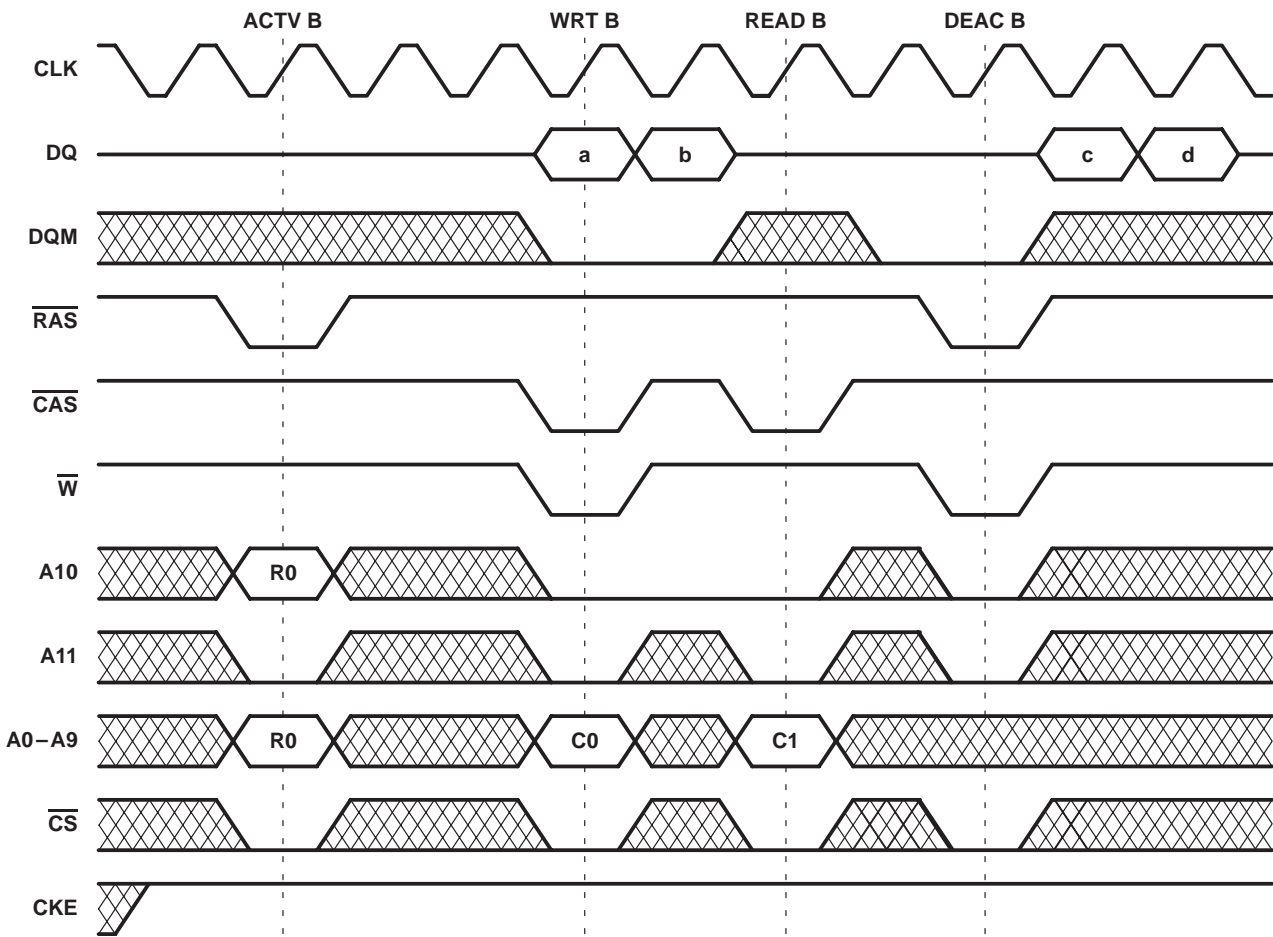 ACTV B WRT B READ B DEAC B
CLK
DQ a b c d
DQM
RAS
CAS
W
A10 R0
A11
A0–A9 R0 C0 C1
CS
CKE